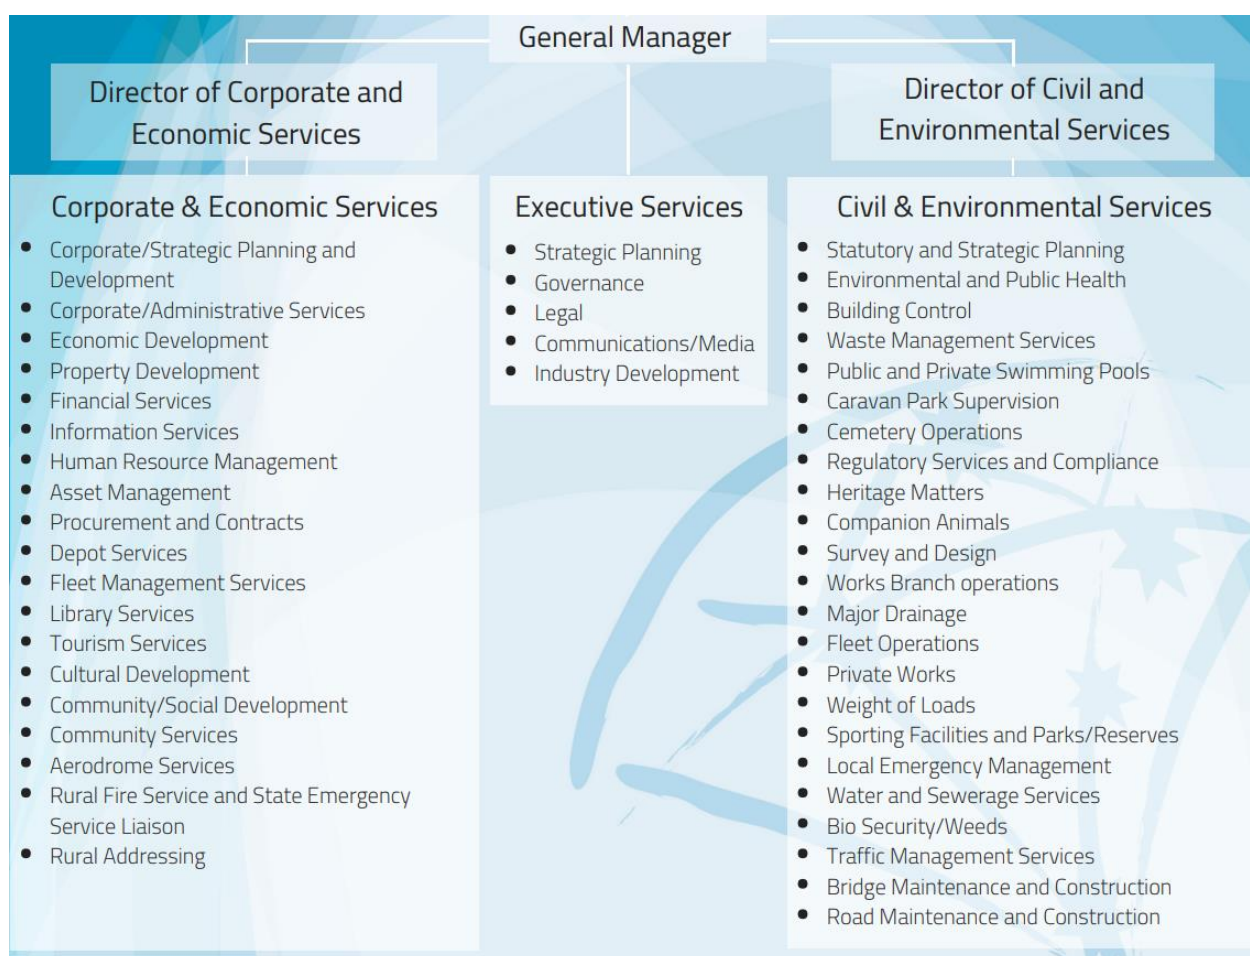 General Manager
Director of Corporate and
Economic Services
Director of Civil and
Environmental Services
Corporate & Economic Services
• Corporate/Strategic Planning and
Development
• Corporate/Administrative Services
• Economic Development
• Property Development
• Financial Services
• Information Services
• Human Resource Management
• Asset Management
• Procurement and Contracts
• Depot Services
• Fleet Management Services
• Library Services
• Tourism Services
• Cultural Development
• Community/Social Development
• Community Services
• Aerodrome Services
• Rural Fire Service and State Emergency
Service Liaison
• Rural Addressing
Executive Services
• Strategic Planning
• Governance
• Legal
• Communications/Media
• Industry Development
Civil & Environmental Services
• Statutory and Strategic Planning
• Environmental and Public Health
• Building Control
• Waste Management Services
• Public and Private Swimming Pools
• Caravan Park Supervision
• Cemetery Operations
• Regulatory Services and Compliance
• Heritage Matters
• Companion Animals
• Survey and Design
• Works Branch operations
• Major Drainage
• Fleet Operations
• Private Works
• Weight of Loads
• Sporting Facilities and Parks/Reserves
• Local Emergency Management
• Water and Sewerage Services
• Bio Security/Weeds
• Traffic Management Services
• Bridge Maintenance and Construction
• Road Maintenance and Construction